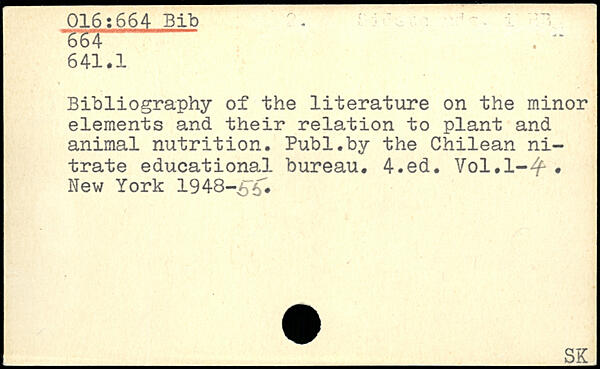 016:664 Bib 2.
664
641.1
Bibliography of the literature on the minor
elements and their relation to plant and
animal nutrition. Publ.by the Chilean ni-
trate educational bureau. 4.ed. Vol.1-4.
New York 1948-55.
SK